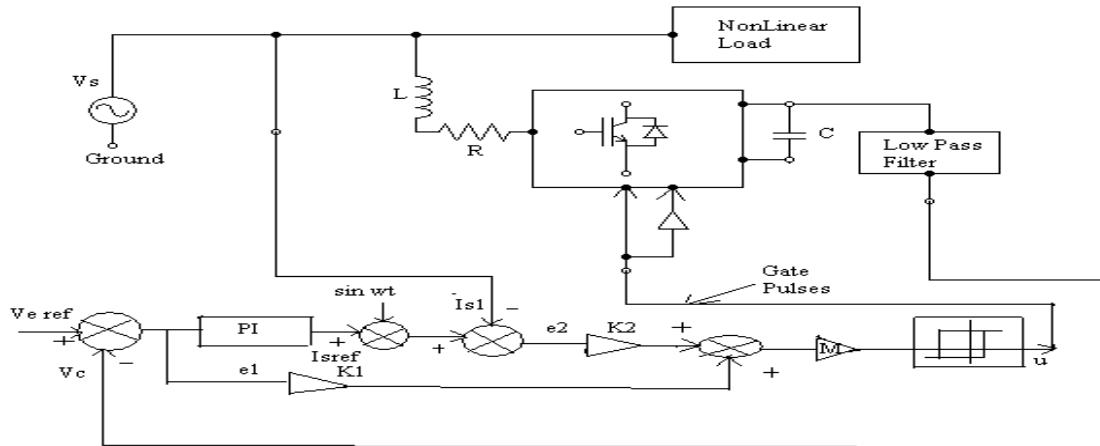 NonLinear
Load
Vs
L
Ground
R
C
Low Pass
Filter
Gate
Pulses
sin wt
Is1
-
Ve ref
+
PI
+
+
e2
K2
+
M
u
Isref
Vc
-
e1
K1
+